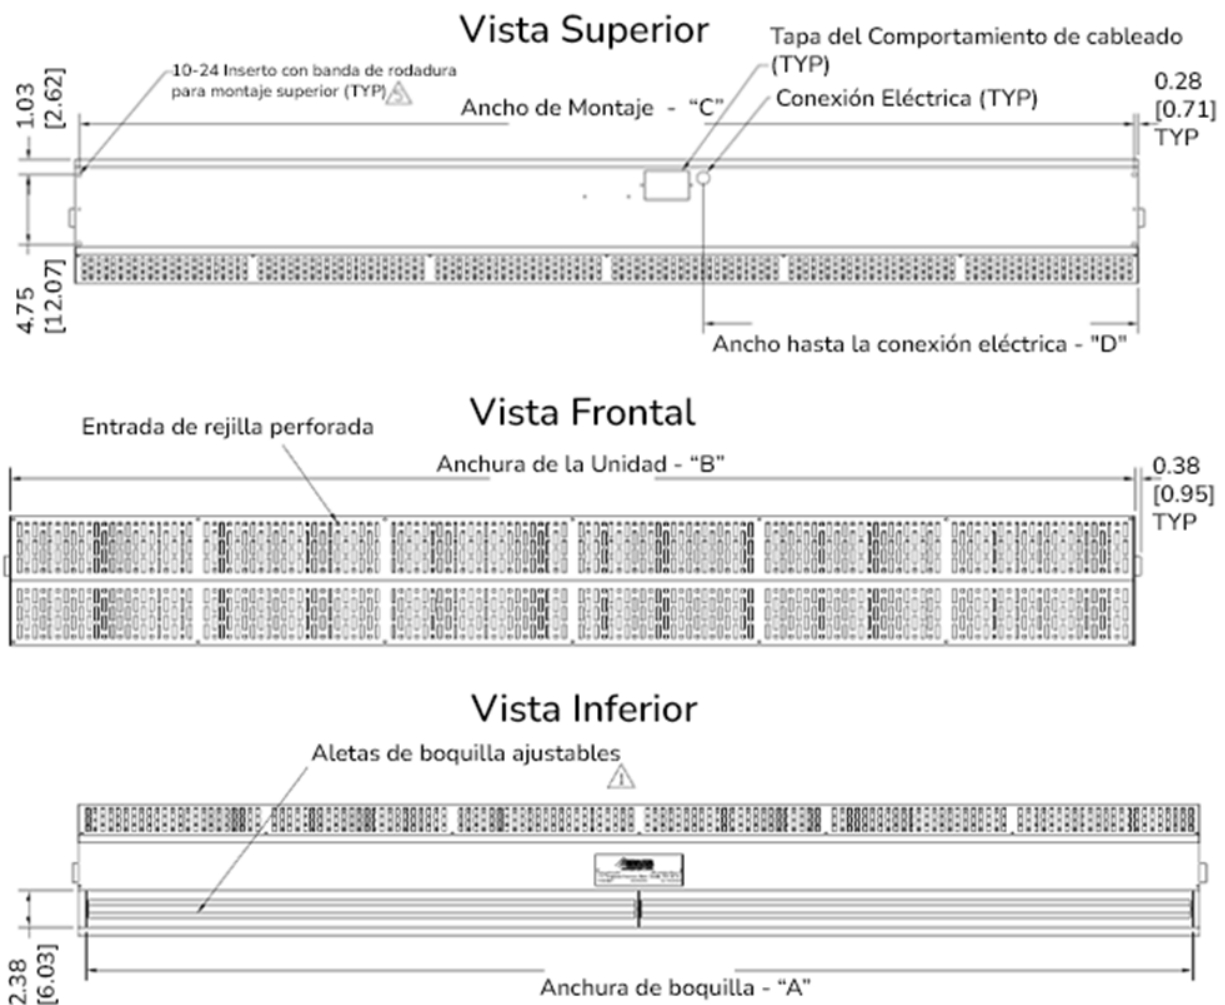 Vista Superior
Tapa del Comportamiento de cableado
(TYP)
10-24 Inserto con banda de rodadura
para montaje superior (TYP)
5
Conexión Eléctrica (TYP)
Ancho de Montaje - “C”
0.28
[0.71]
TYP
1.03
[2.62]
4.75
[12.07]
Ancho hasta la conexión eléctrica - "D"
Vista Frontal
Entrada de rejilla perforada
Anchura de la Unidad - “B”
0.38
[0.95]
TYP
Vista Inferior
Aletas de boquilla ajustables
1
2.38
[6.03]
Anchura de boquilla - “A”